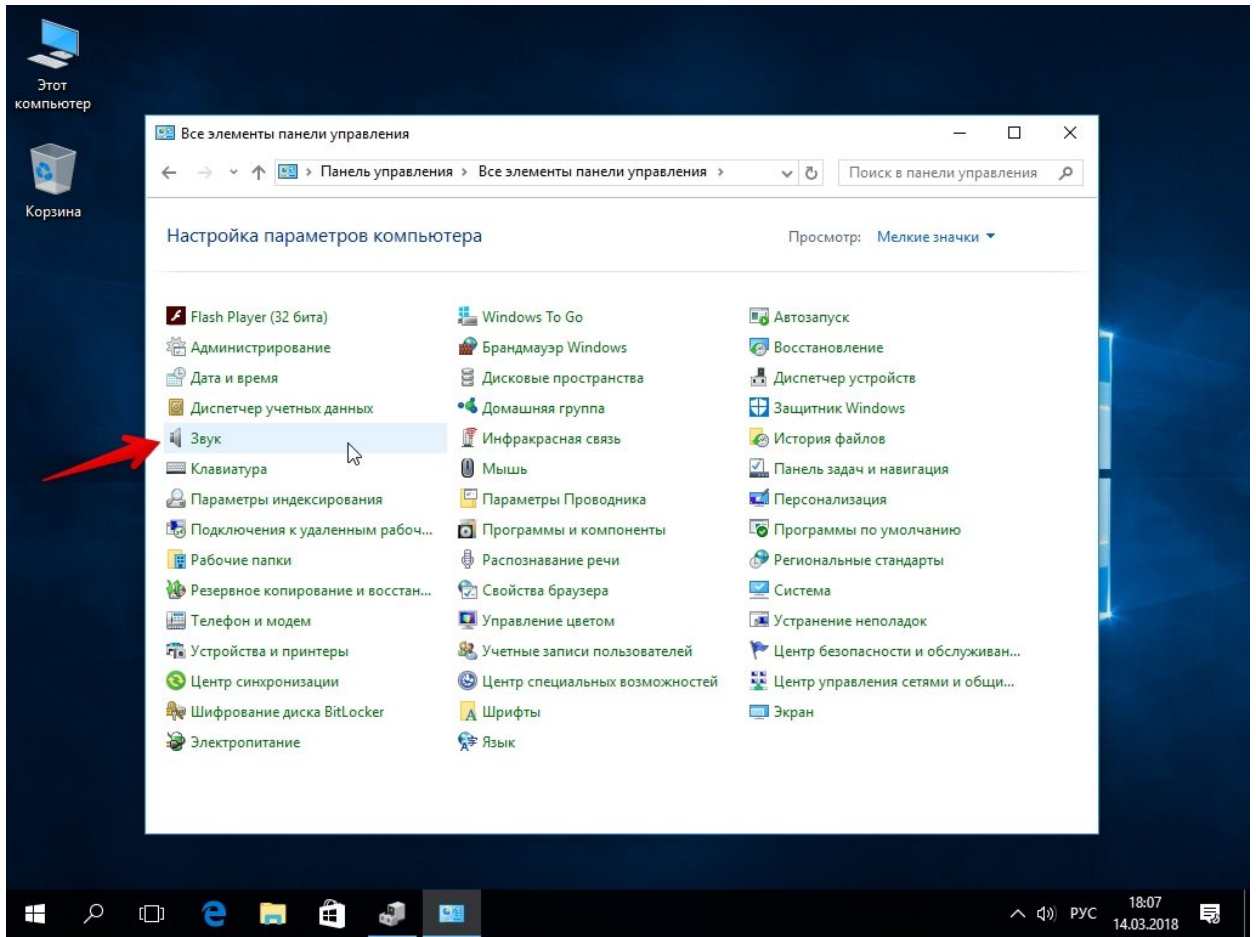 Этот
компьютер
Корзина
Все элементы панели управления
Панель управления › Все элементы панели управления ›
Поиск в панели управления
Настройка параметров компьютера
Просмотр: Мелкие значки
Flash Player (32 бита)
Windows To Go
Автозапуск
Администрирование
Брандмауэр Windows
Восстановление
Дата и время
Дисковые пространства
Диспетчер устройств
Диспетчер учетных данных
Домашняя группа
Защитник Windows
Звук
Инфракрасная связь
История файлов
Клавиатура
Мышь
Панель задач и навигация
Параметры индексирования
Параметры Проводника
Персонализация
Подключения к удаленным рабоч...
Программы и компоненты
Программы по умолчанию
Рабочие папки
Распознавание речи
Региональные стандарты
Резервное копирование и восстан...
Свойства браузера
Система
Телефон и модем
Управление цветом
Устранение неполадок
Устройства и принтеры
Учетные записи пользователей
Центр безопасности и обслуживан...
Центр синхронизации
Центр специальных возможностей
Центр управления сетями и общи...
Шифрование диска BitLocker
Шрифты
Экран
Электропитание
Язык
РУС
18:07
14.03.2018